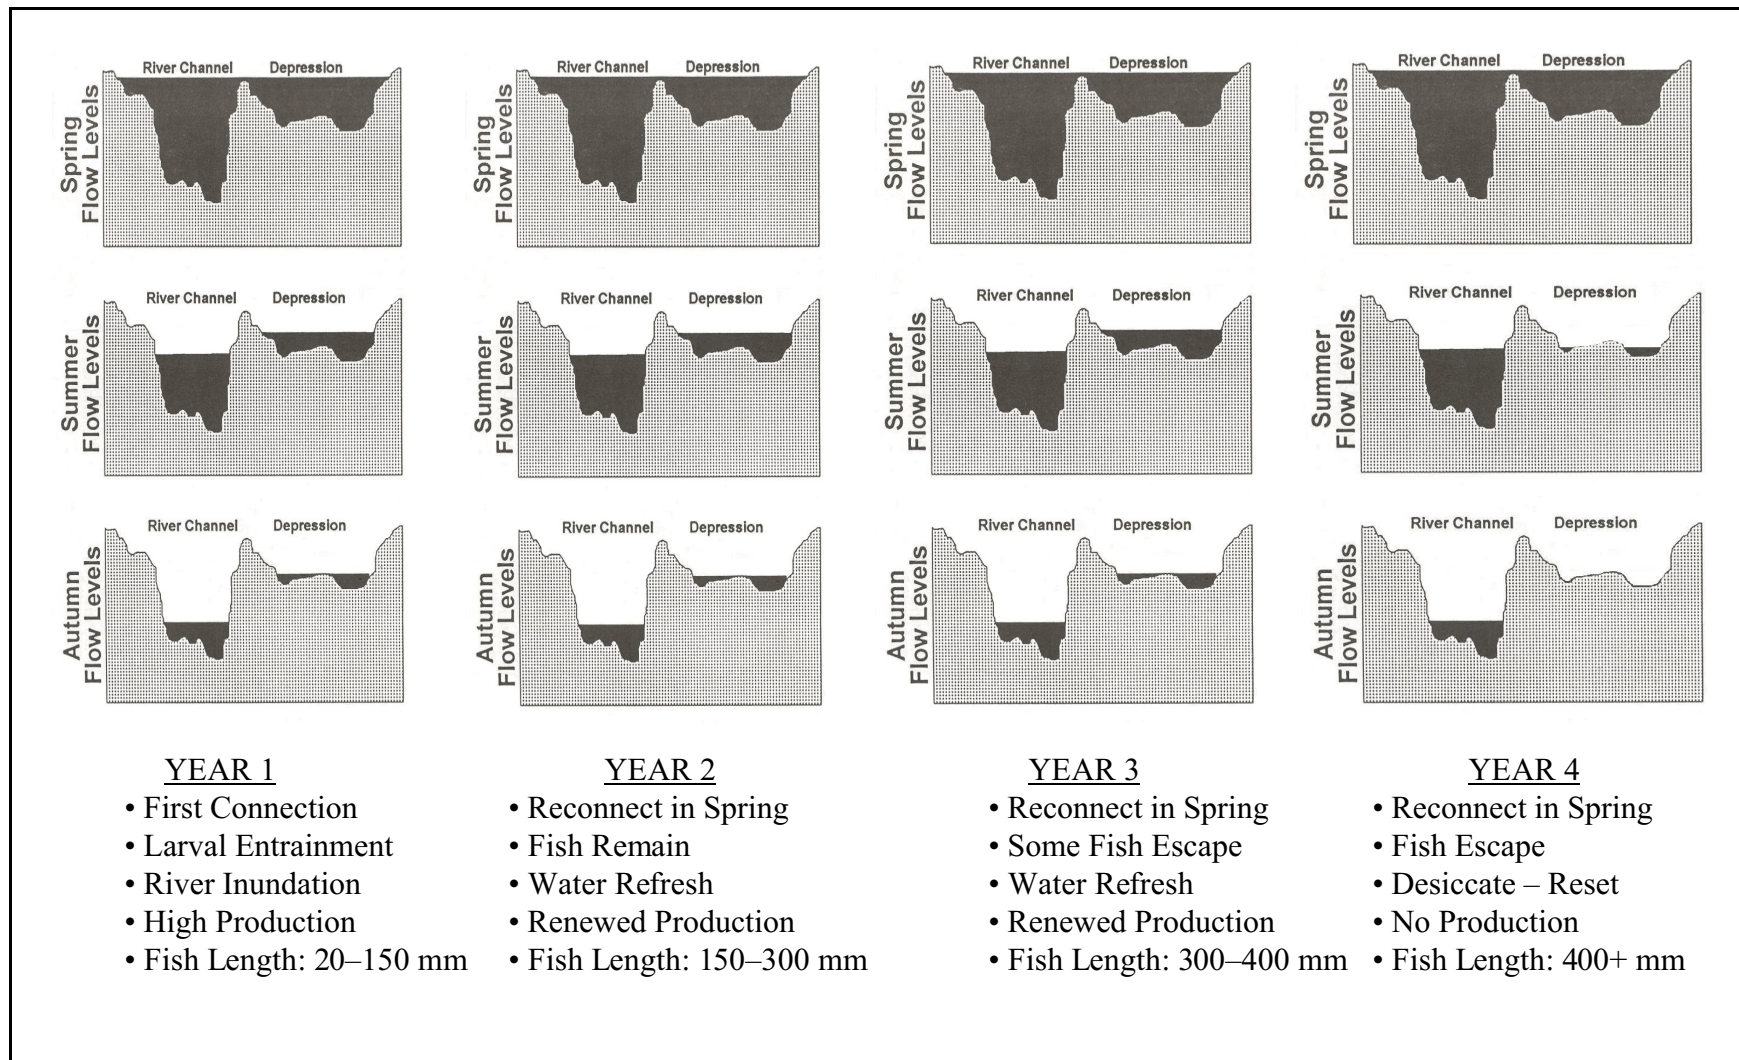 River Channel Depression
Spring
Flow Levels
River Channel Depression
Spring
Flow Levels
River Channel Depression
Spring
Flow Levels
River Channel Depression
Spring
Flow Levels
River Channel Depression
Summer
Flow Levels
River Channel Depression
Summer
Flow Levels
River Channel Depression
Summer
Flow Levels
River Channel Depression
Summer
Flow Levels
River Channel Depression
Autumn
Flow Levels
River Channel Depression
Autumn
Flow Levels
River Channel Depression
Autumn
Flow Levels
River Channel Depression
Autumn
Flow Levels
YEAR 1
• First Connection
• Larval Entrainment
• River Inundation
• High Production
• Fish Length: 20–150 mm
YEAR 2
• Reconnect in Spring
• Fish Remain
• Water Refresh
• Renewed Production
• Fish Length: 150–300 mm
YEAR 3
• Reconnect in Spring
• Some Fish Escape
• Water Refresh
• Renewed Production
• Fish Length: 300–400 mm
YEAR 4
• Reconnect in Spring
• Fish Escape
• Desiccate – Reset
• No Production
• Fish Length: 400+ mm